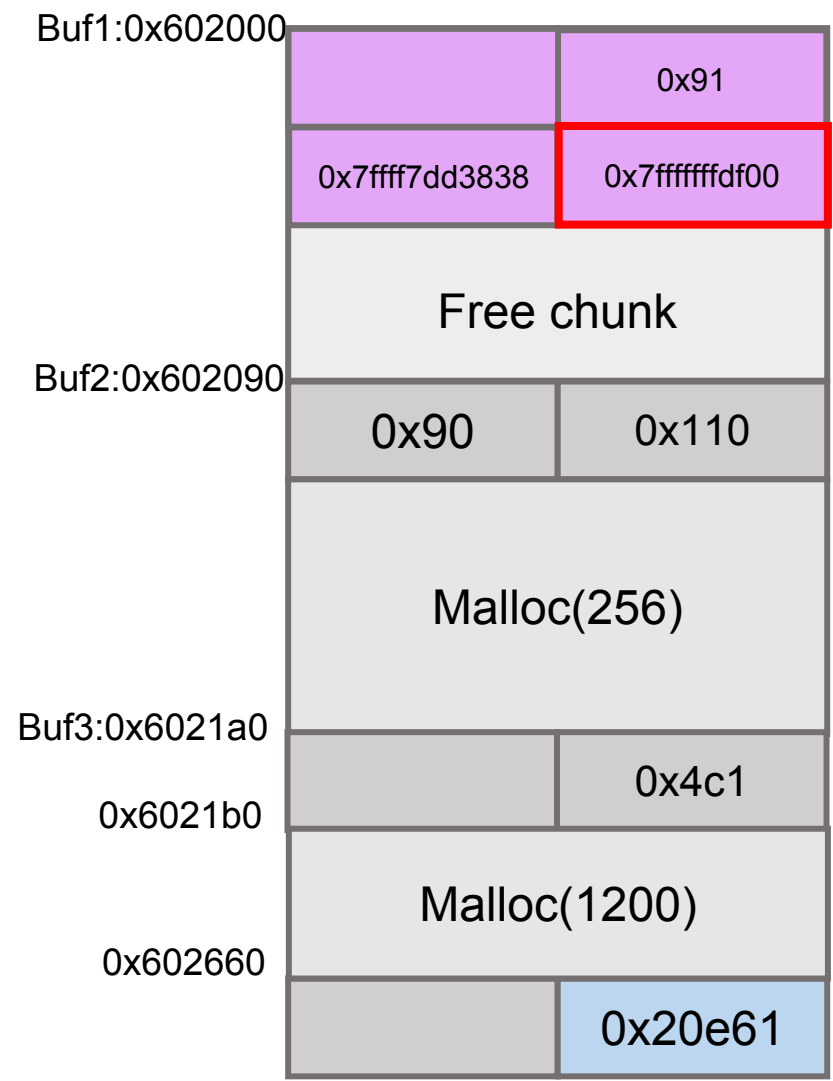 Buf1:0x602000
0x91
0x7ffff7dd3838
0x7fffffffdf00
Free chunk
Buf2:0x602090
0x90
0x110
Malloc(256)
Buf3:0x6021a0
0x4c1
0x6021b0
Malloc(1200)
0x602660
0x20e61